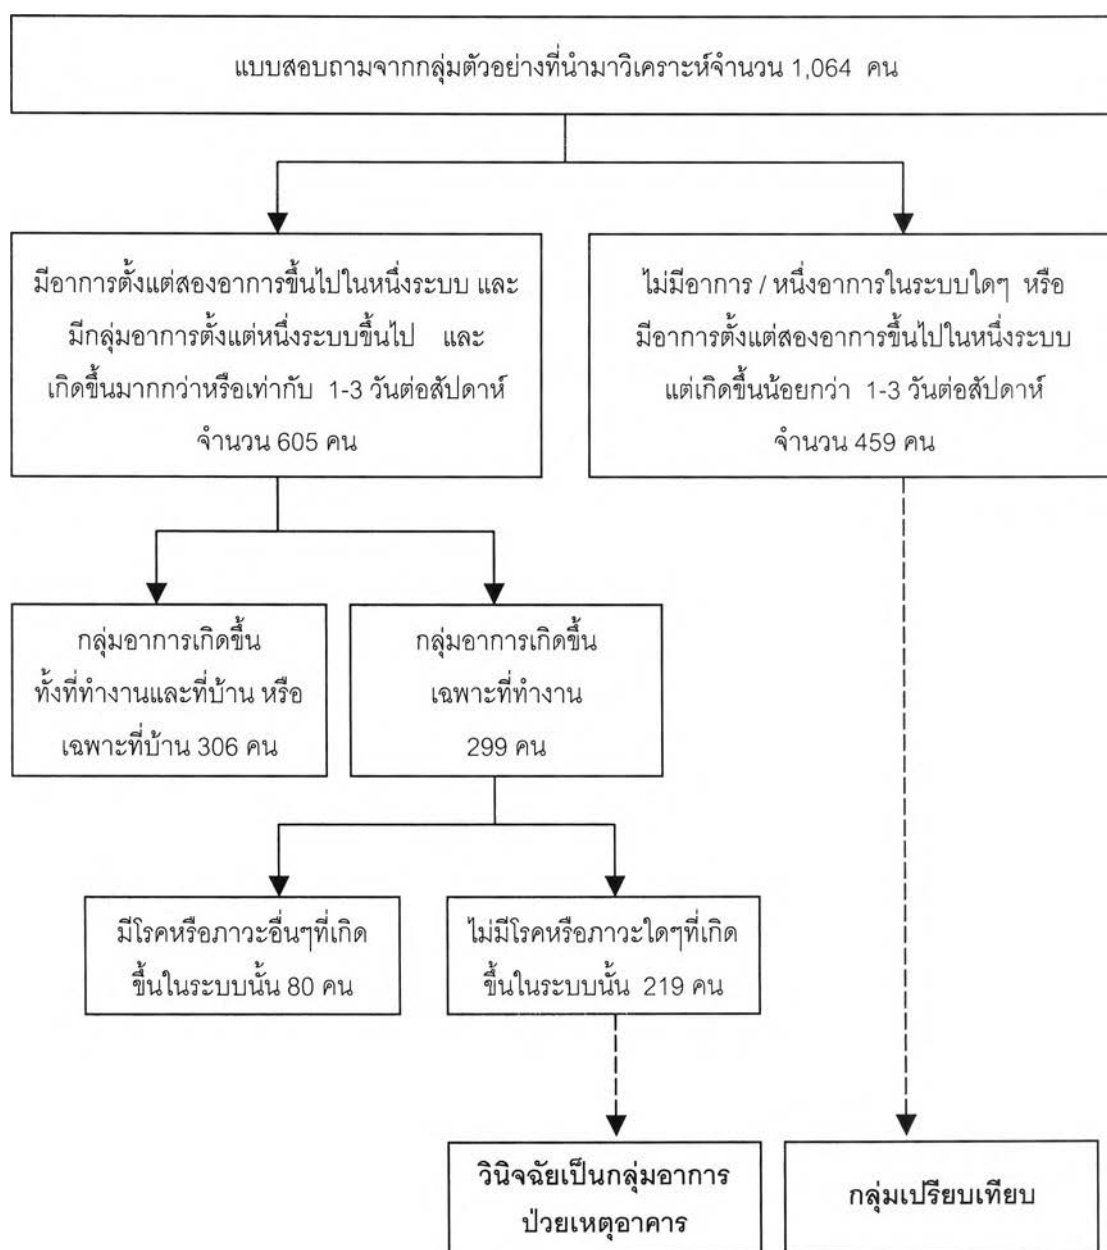 แบบสอบถามจากกลุ่มตัวอย่างที่นำมาวิเคราะห์จำนวน 1,064 คน
มีอาการตั้งแต่สองอาการขึ้นไปในหนึ่งระบบ และ
มีกลุ่มอาการตั้งแต่หนึ่งระบบขึ้นไป และ
เกิดขึ้นมากกว่าหรือเท่ากับ 1-3 วันต่อสัปดาห์
จำนวน 605 คน
ไม่มีอาการ / หนึ่งอาการในระบบใดๆ หรือ
มีอาการตั้งแต่สองอาการขึ้นไปในหนึ่งระบบ
แต่เกิดขึ้นน้อยกว่า 1-3 วันต่อสัปดาห์
จำนวน 459 คน
กลุ่มอาการเกิดขึ้น
ทั้งที่ทำงานและที่บ้าน หรือ
เฉพาะที่บ้าน 306 คน
กลุ่มอาการเกิดขึ้น
เฉพาะที่ทำงาน
299 คน
มีโรคหรือภาวะอื่นๆที่เกิด
ขึ้นในระบบนั้น 80 คน
ไม่มีโรคหรือภาวะใดๆที่เกิด
ขึ้นในระบบนั้น 219 คน
วินิจฉัยเป็นกลุ่มอาการ
ป่วยเหตุอาคาร
กลุ่มเปรียบเทียบ